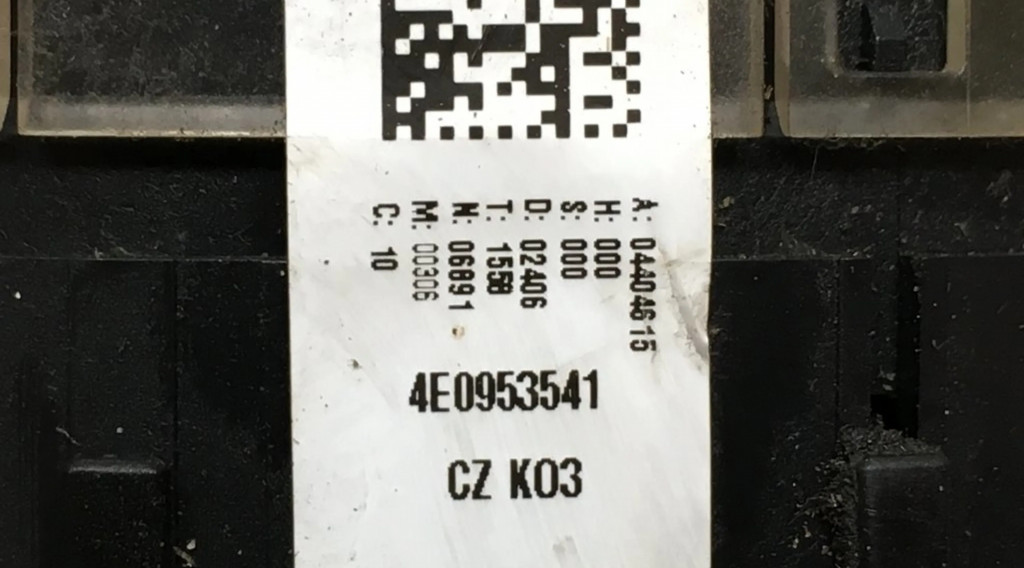 A: 04404615
H: 000
S: 000
D: 02406
T: 1558
N: 06891
M: 00306
C: 10
4E0953541
CZ K03